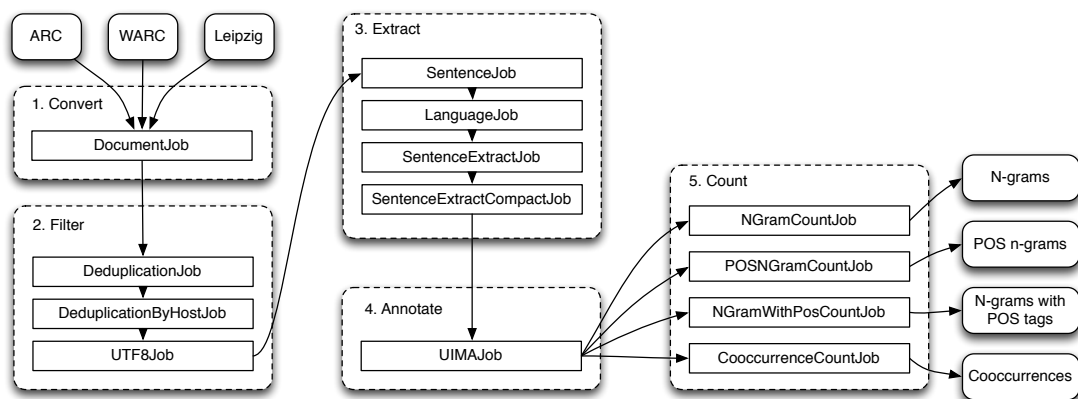 ARC
WARC
Leipzig
1. Convert
DocumentJob
2. Filter
DeduplicationJob
DeduplicationByHostJob
UTF8Job
3. Extract
SentenceJob
LanguageJob
SentenceExtractJob
SentenceExtractCompactJob
4. Annotate
UIMAJob
5. Count
NGramCountJob
POSNGramCountJob
NGramWithPosCountJob
CooccurrenceCountJob
N-grams
POS n-grams
N-grams with
POS tags
Cooccurrences